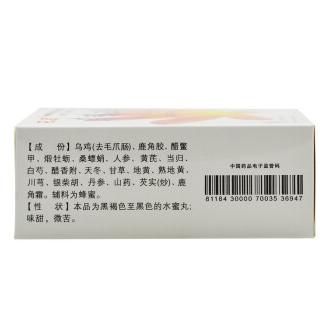 【成 份】乌鸡(去毛爪肠)、鹿角胶、醋鳖
甲、煅牡蛎、桑螵蛸、人参、黄芪、当归、
白芍、醋香附、天冬、甘草、地黄、熟地黄、
川芎、银柴胡、丹参、山药、芡实(炒)、鹿
角霜。辅料为蜂蜜。
【性 状】本品为黑褐色至黑色的水蜜丸;
味甜,微苦。
中国药品电子监管码
81184 30000 70035 36947